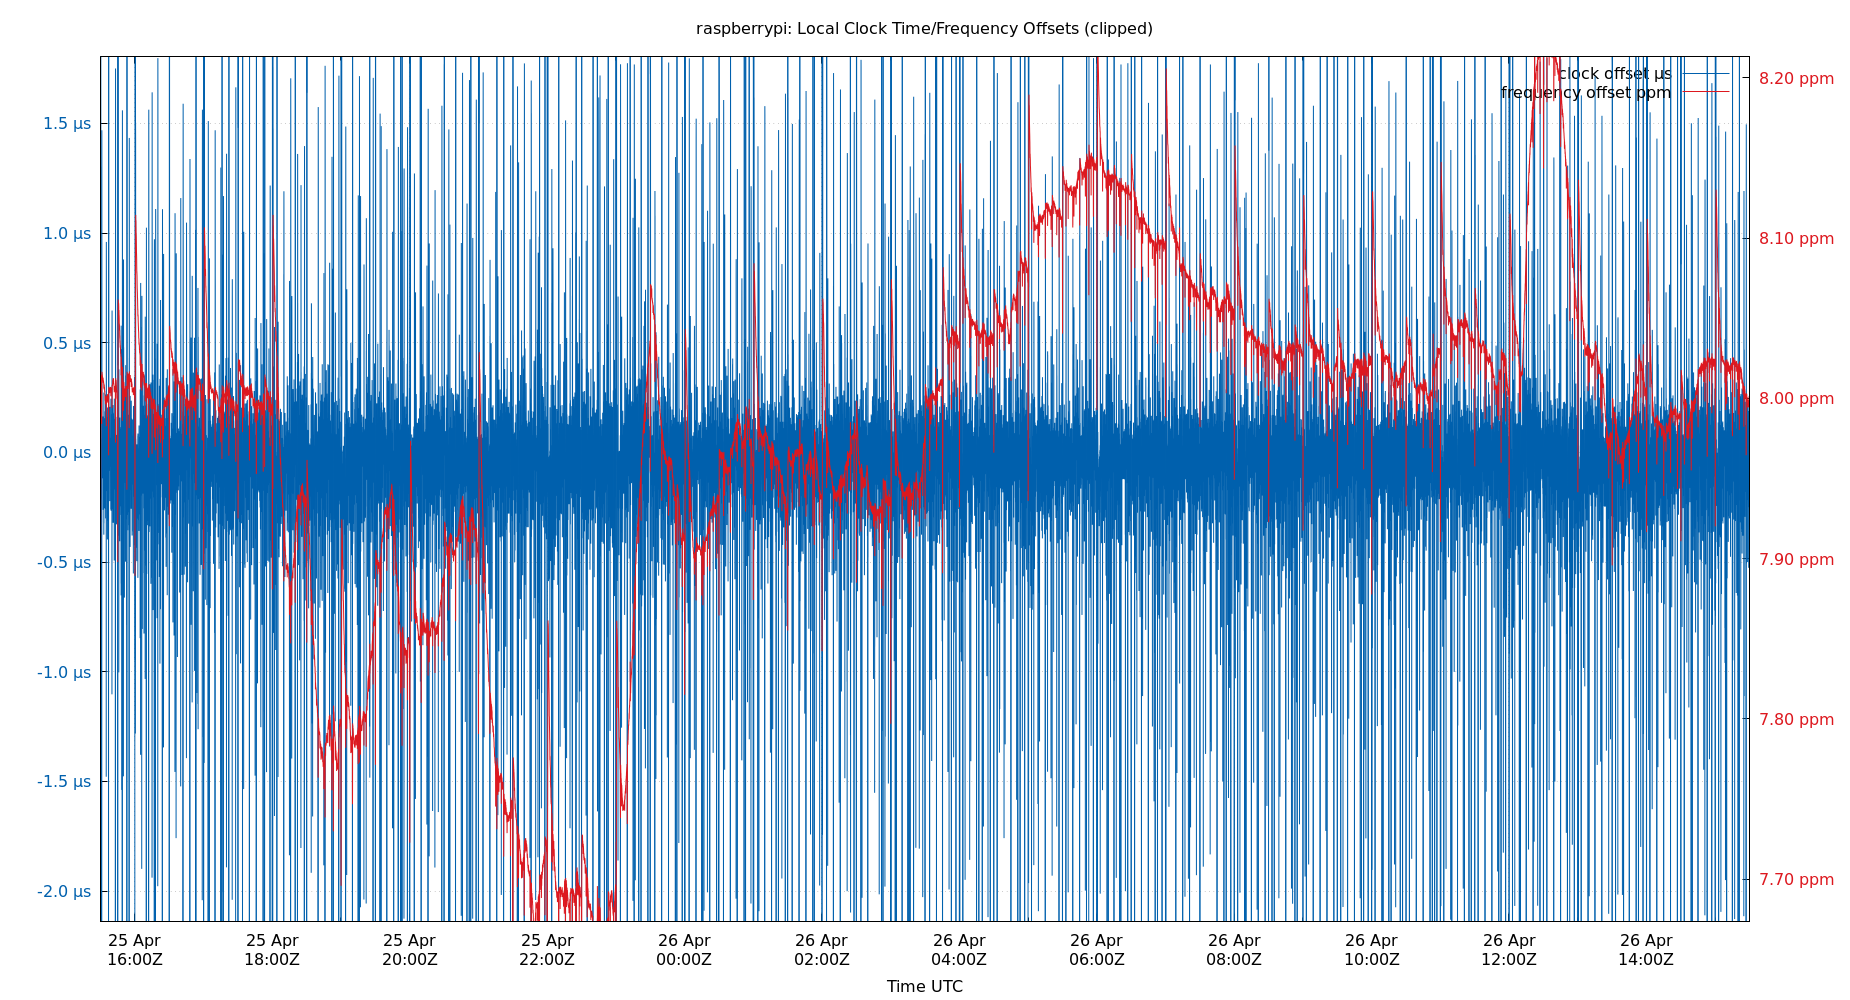 raspberrypi: Local Clock Time/Frequency Offsets (clipped)
clock offset µs
frequency offset ppm
1.5 µs
1.0 µs
0.5 µs
0.0 µs
-0.5 µs
-1.0 µs
-1.5 µs
-2.0 µs
8.20 ppm
8.10 ppm
8.00 ppm
7.90 ppm
7.80 ppm
7.70 ppm
25 Apr 25 Apr 25 Apr 25 Apr 26 Apr 26 Apr 26 Apr 26 Apr 26 Apr 26 Apr 26 Apr 26 Apr
16:00Z 18:00Z 20:00Z 22:00Z 00:00Z 02:00Z 04:00Z 06:00Z 08:00Z 10:00Z 12:00Z 14:00Z
Time UTC